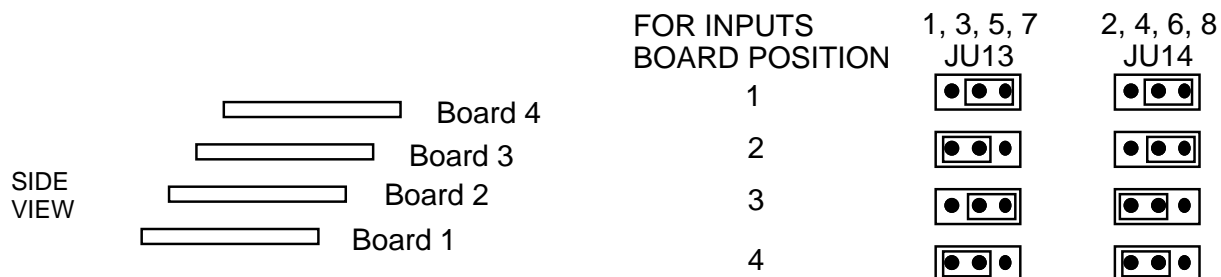 FOR INPUTS 1, 3, 5, 7 2, 4, 6, 8
BOARD POSITION JU13 JU14
1
2
3
4
Board 4
Board 3
Board 2
Board 1
SIDE
VIEW